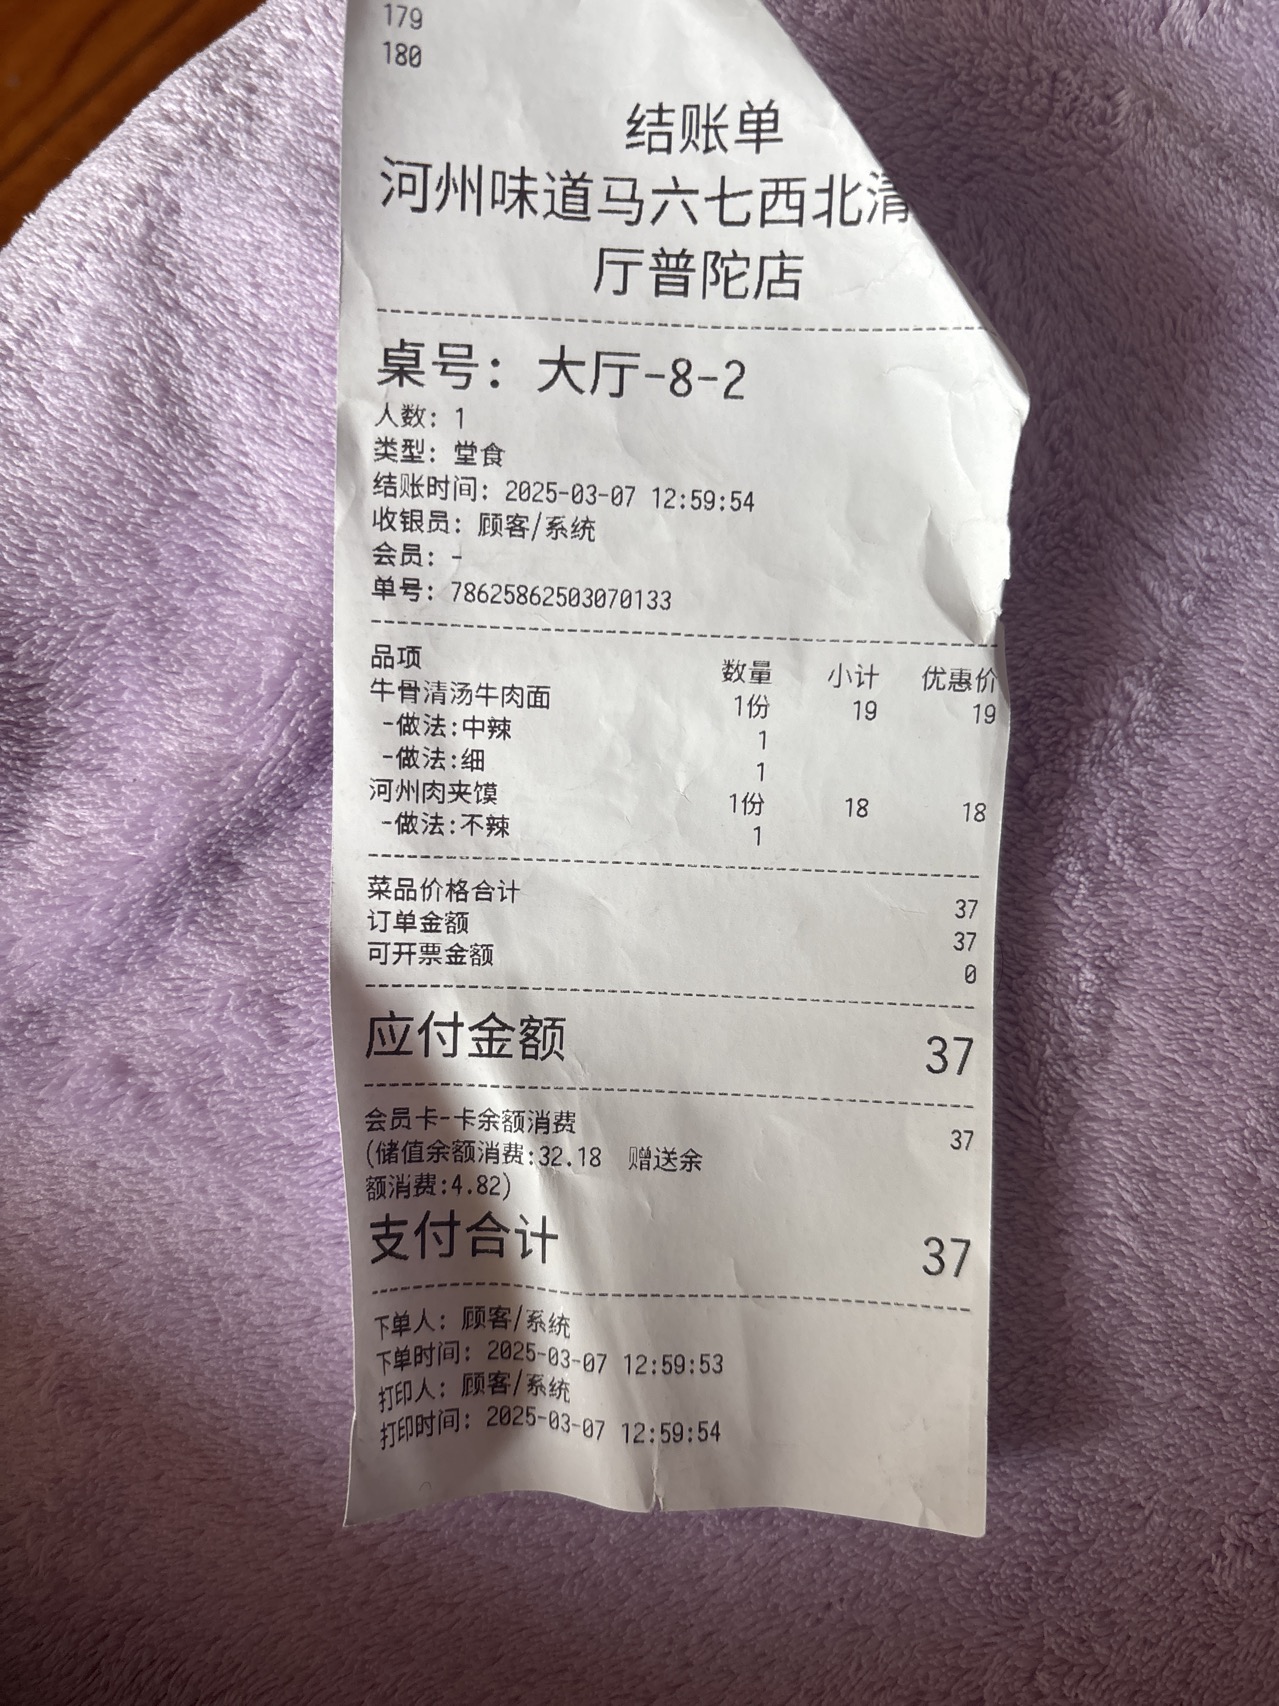 179
180
结账单
河州味道马六七西北清
厅普陀店
桌号：大厅-8-2
人数：1
类型：堂食
结账时间：2025-03-07 12:59:54
收银员：顾客/系统
会员：-
单号：78625862503070133
品项 数量 小计 优惠价
牛骨清汤牛肉面 1份 19 19
-做法:中辣 1
-做法:细 1
河州肉夹馍 1份 18 18
-做法:不辣 1
菜品价格合计 37
订单金额 37
可开票金额 0
应付金额 37
会员卡-卡余额消费 37
(储值余额消费:32.18 赠送余
额消费:4.82)
支付合计 37
下单人：顾客/系统
下单时间：2025-03-07 12:59:53
打印人：顾客/系统
打印时间：2025-03-07 12:59:54